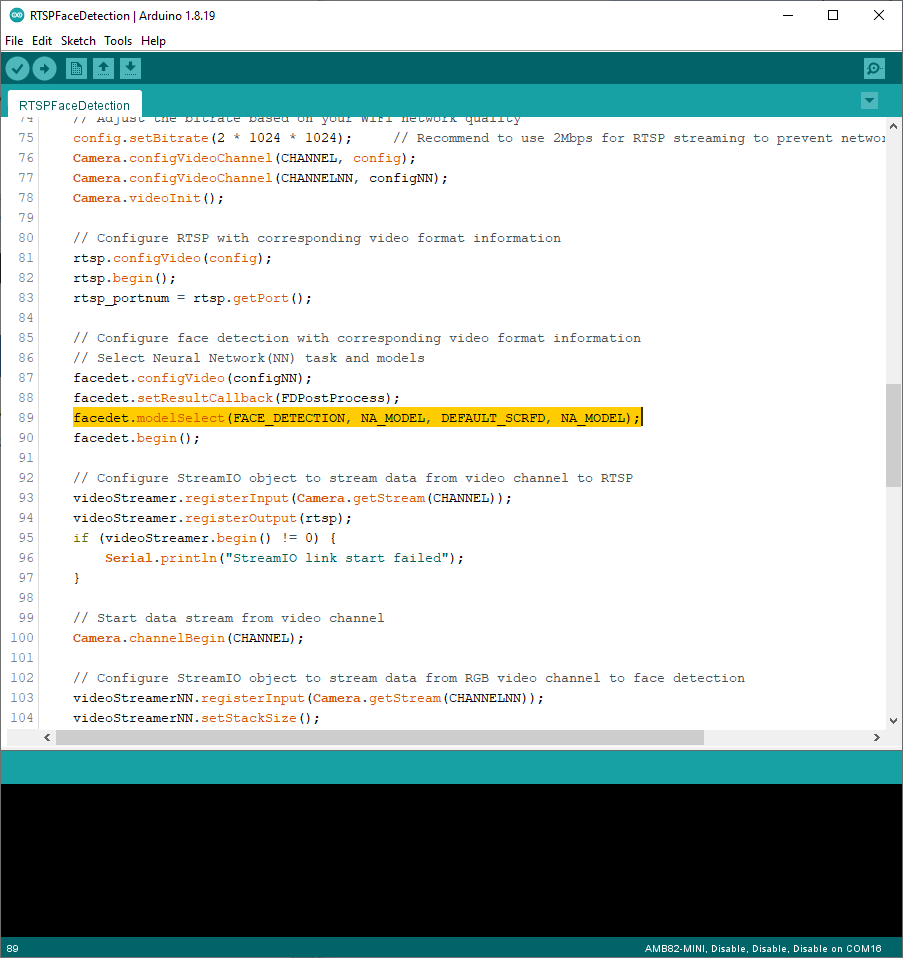 RTSPFaceDetection | Arduino 1.8.19
File Edit Sketch Tools Help
RTSPFaceDetection
74 // Adjust the bitrate based on your WiFi network quality
75 config.setBitrate(2 * 1024 * 1024); // Recommend to use 2Mbps for RTSP streaming to prevent networ
76 Camera.configVideoChannel(CHANNEL, config);
77 Camera.configVideoChannel(CHANNELNN, configNN);
78 Camera.videoInit();
79
80 // Configure RTSP with corresponding video format information
81 rtsp.configVideo(config);
82 rtsp.begin();
83 rtsp_portnum = rtsp.getPort();
84
85 // Configure face detection with corresponding video format information
86 // Select Neural Network(NN) task and models
87 facedet.configVideo(configNN);
88 facedet.setResultCallback(FDPostProcess);
89 facedet.modelSelect(FACE_DETECTION, NA_MODEL, DEFAULT_SCRFD, NA_MODEL);
90 facedet.begin();
91
92 // Configure StreamIO object to stream data from video channel to RTSP
93 videoStreamer.registerInput(Camera.getStream(CHANNEL));
94 videoStreamer.registerOutput(rtsp);
95 if (videoStreamer.begin() != 0) {
96 Serial.println("StreamIO link start failed");
97 }
98
99 // Start data stream from video channel
100 Camera.channelBegin(CHANNEL);
101
102 // Configure StreamIO object to stream data from RGB video channel to face detection
103 videoStreamerNN.registerInput(Camera.getStream(CHANNELNN));
104 videoStreamerNN.setStackSize();
89 AMB82-MINI, Disable, Disable, Disable on COM16